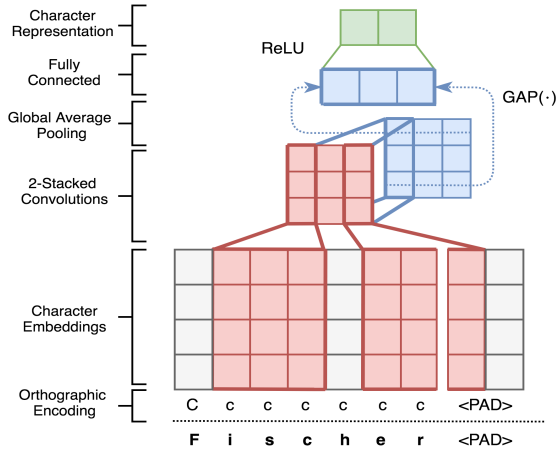 Character
Representation
ReLU
Fully
Connected
GAP(·)
Global Average
Pooling
2-Stacked
Convolutions
Character
Embeddings
Orthographic
Encoding
C c c c c c c <PAD>
F i s c h e r <PAD>